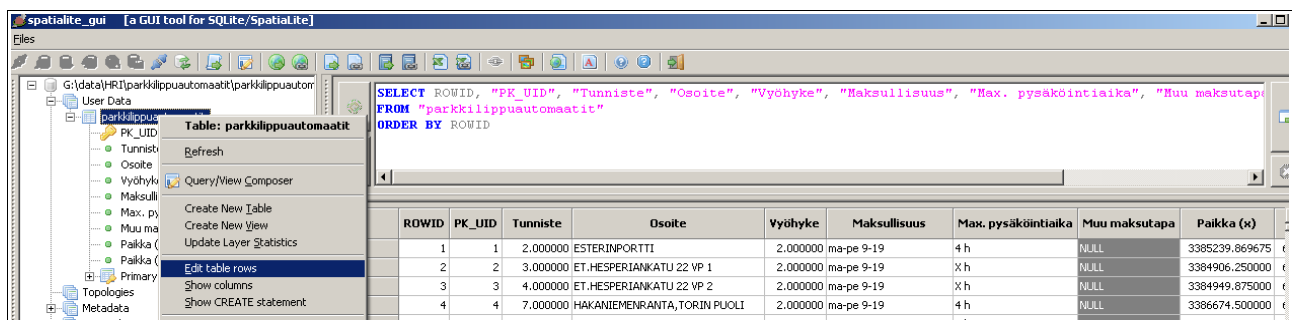 spatialite_gui [a GUI tool for SQLite/SpatiaLite]
Files
G:\data\HRI\parkkilippuautomaatit\parkkilippuautom
User Data
parkkilippua
PK_UID
Tunnist
Osoite
Vyöhyk
Maksulli
Max. py
Muu ma
Paikka (
Paikka (
Primary
Topologies
Metadata
Table: parkkilippuautomaatit
Refresh
Query/View Composer
Create New Table
Create New View
Update Layer Statistics
Edit table rows
Show columns
Show CREATE statement
SELECT ROWID, "PK_UID", "Tunniste", "Osoite", "Vyöhyke", "Maksullisuus", "Max. pysäköintiaika", "Muu maksutapa
FROM "parkkilippuautomaatit"
ORDER BY ROWID
ROWID PK_UID Tunniste Osoite Vyöhyke Maksullisuus Max. pysäköintiaika Muu maksutapa Paikka (x)
1 1 2.000000 ESTERINPORTTI 2.000000 ma-pe 9-19 4 h NULL 3385239.869675
2 2 3.000000 ET.HESPERIANKATU 22 VP 1 2.000000 ma-pe 9-19 X h NULL 3384906.250000
3 3 4.000000 ET.HESPERIANKATU 22 VP 2 2.000000 ma-pe 9-19 X h NULL 3384949.875000
4 4 7.000000 HAKANIEMENRANTA,TORIN PUOLI 2.000000 ma-pe 9-19 4 h NULL 3386674.500000